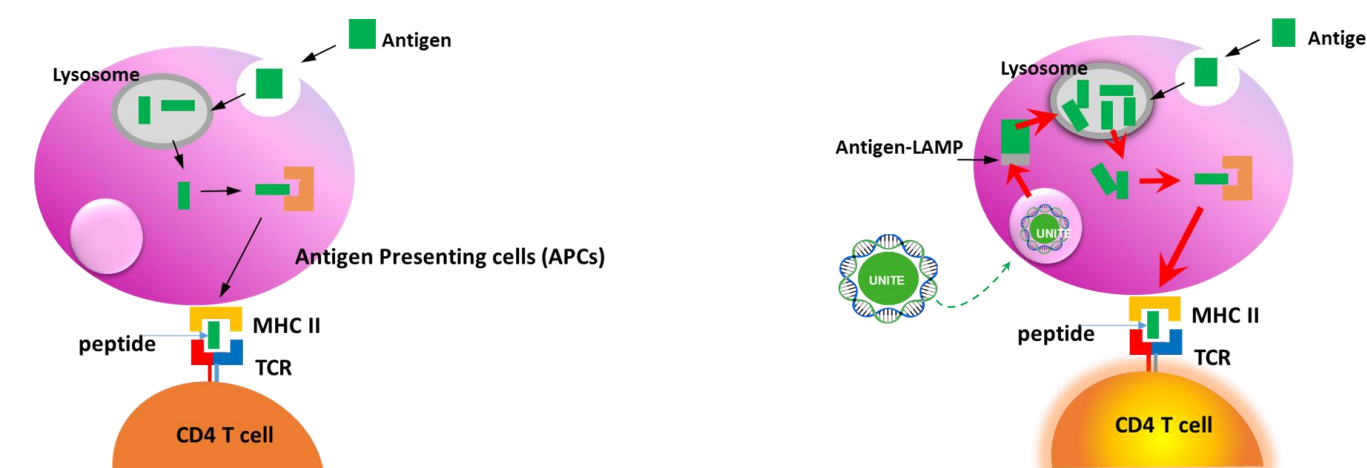 Antigen
Lysosome
Antigen Presenting cells (APCs)
MHC II
peptide
TCR
CD4 T cell
Antige
Lysosome
Antigen-LAMP
UNITE
UNITE
MHC II
peptide
TCR
CD4 T cell